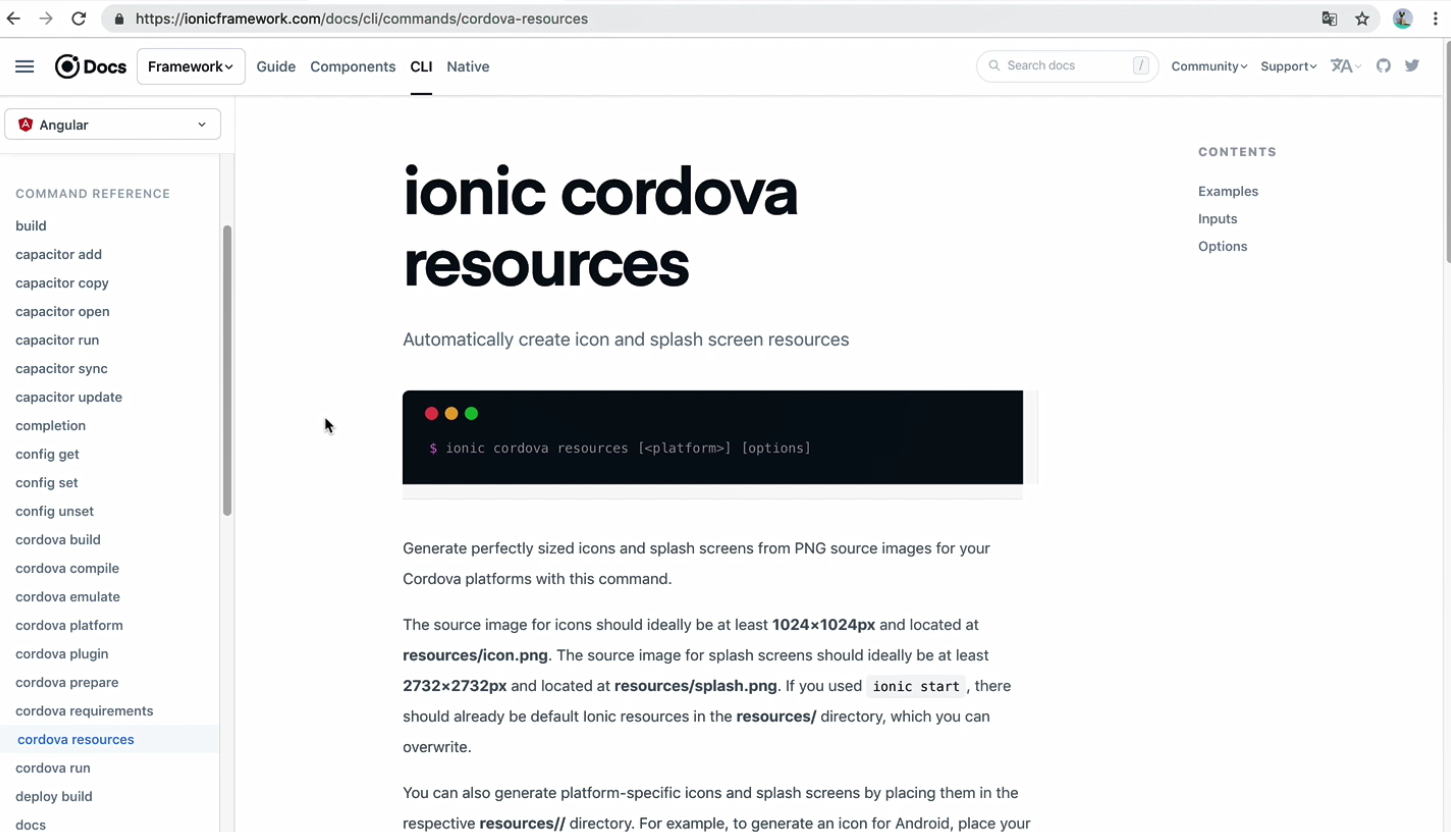 https://ionicframework.com/docs/cli/commands/cordova-resources
Docs
Framework
Guide
Components
CLI
Native
Search docs
/
Community
Support
Angular
COMMAND REFERENCE
build
capacitor add
capacitor copy
capacitor open
capacitor run
capacitor sync
capacitor update
completion
config get
config set
config unset
cordova build
cordova compile
cordova emulate
cordova platform
cordova plugin
cordova prepare
cordova requirements
cordova resources
cordova run
deploy build
docs
ionic cordova
resources
Automatically create icon and splash screen resources
$ ionic cordova resources [<platform>] [options]
Generate perfectly sized icons and splash screens from PNG source images for your
Cordova platforms with this command.
The source image for icons should ideally be at least 1024×1024px and located at
resources/icon.png. The source image for splash screens should ideally be at least
2732×2732px and located at resources/splash.png. If you used ionic start , there
should already be default Ionic resources in the resources/ directory, which you can
overwrite.
You can also generate platform-specific icons and splash screens by placing them in the
respective resources// directory. For example, to generate an icon for Android, place your
CONTENTS
Examples
Inputs
Options